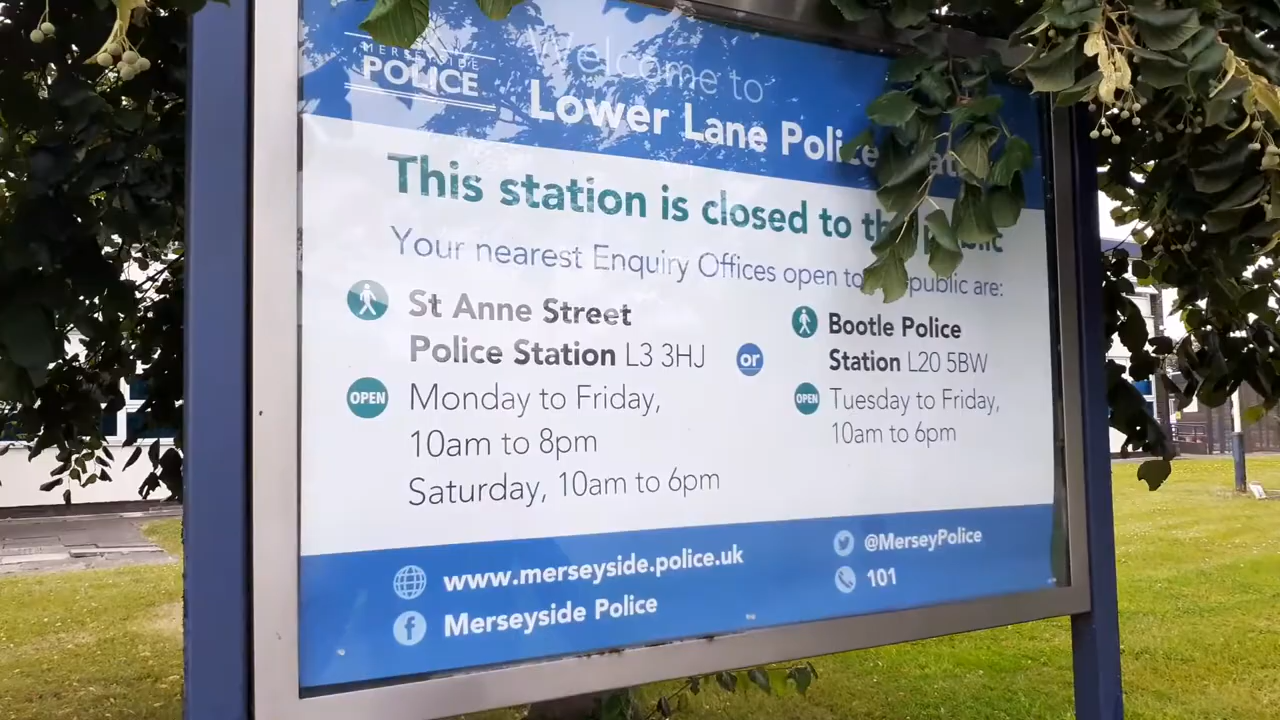 MERSEYSIDE
POLICE
Welcome to
Lower Lane Police
This station is closed to the public
Your nearest Enquiry Offices open to public are:
St Anne Street
Police Station L3 3HJ
OPEN
Monday to Friday,
10am to 8pm
Saturday, 10am to 6pm
or
Bootle Police
Station L20 5BW
OPEN
Tuesday to Friday,
10am to 6pm
www.merseyside.police.uk
f Merseyside Police
@MerseyPolice
101